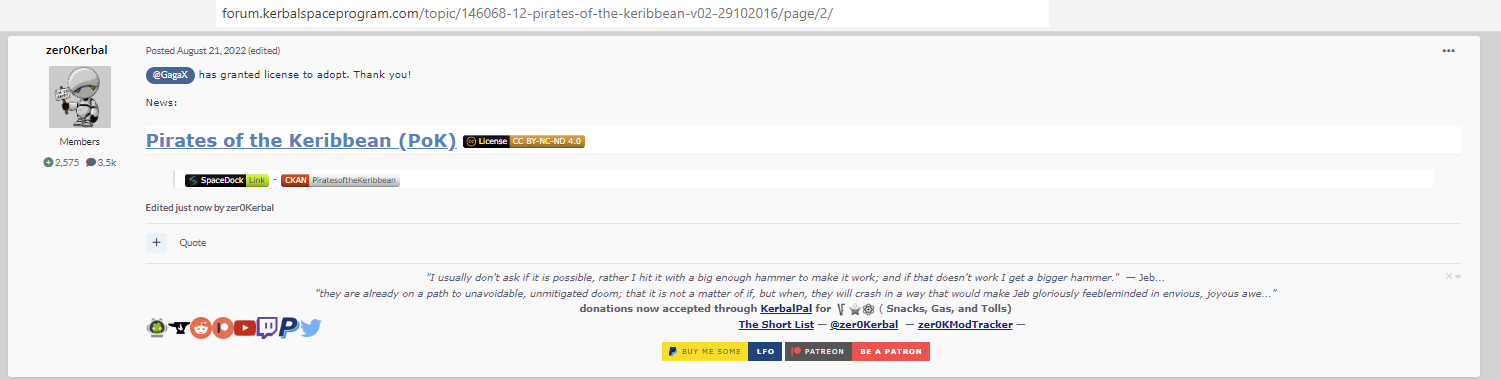 forum.kerbalspaceprogram.com/topic/146068-12-pirates-of-the-keribbean-v02-29102016/page/2/
zer0Kerbal
Posted August 21, 2022 (edited)
@GagaX has granted license to adopt. Thank you!
News:
Members
Pirates of the Keribbean (PoK) License CC BY-NC-ND 4.0
2,575 3.5k
SpaceDock Link - CKAN PiratesoftheKeribbean
Edited just now by zer0Kerbal
+ Quote
"I usually don't ask if it is possible, rather I hit it with a big enough hammer to make it work; and if that doesn't work I get a bigger hammer." — Jeb...
"they are already on a path to unavoidable, unmitigated doom; that it is not a matter of if, but when, they will crash in a way that would make Jeb gloriously feebleminded in envious, joyous awe..."
donations now accepted through KerbalPal for ( Snacks, Gas, and Tolls)
The Short List — @zer0Kerbal — zer0KModTracker —
BUY ME SOME LFO PATREON BE A PATRON